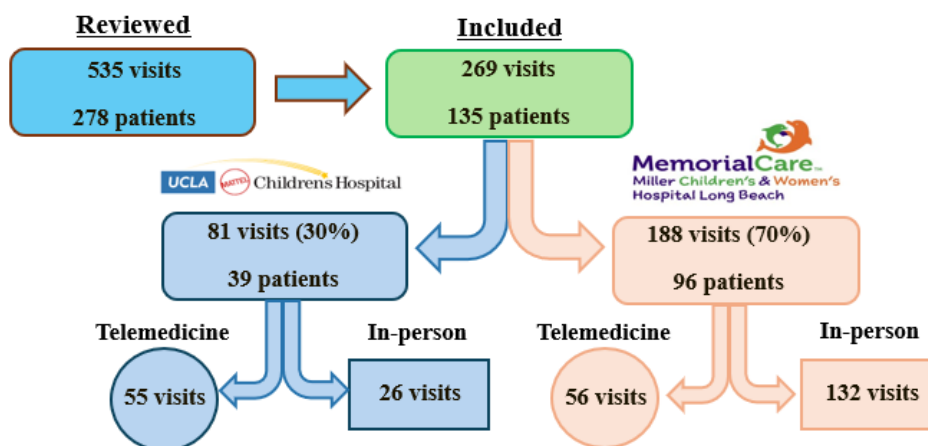 Reviewed
Included
535 visits
278 patients
269 visits
135 patients
UCLA MATTEL Children's Hospital
MemorialCare™
Miller Children's & Women's
Hospital Long Beach
81 visits (30%)
39 patients
188 visits (70%)
96 patients
Telemedicine
In-person
Telemedicine
In-person
55 visits
26 visits
56 visits
132 visits